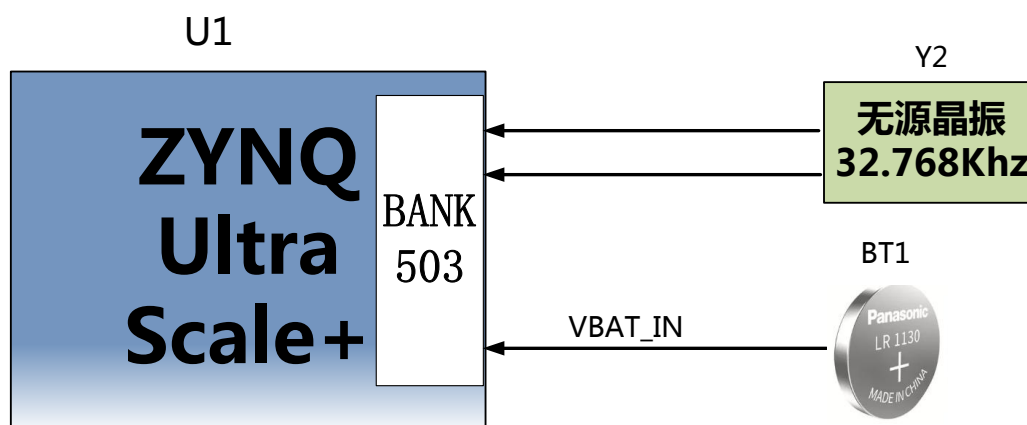 U1
ZYNQ
Ultra
Scale+
BANK
503
Y2
无源晶振
32.768Khz
BT1
VBAT_IN
Panasonic
LR 1130
+
MADE IN CHINA